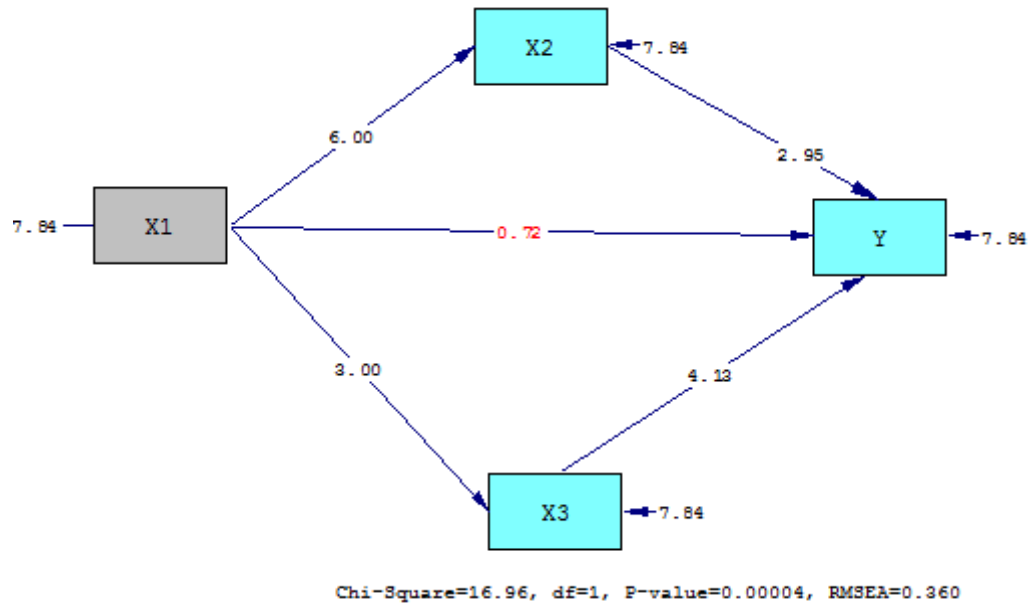 X2
7.84
6.00
2.95
7.84
X1
0.72
Y
7.84
3.00
4.13
X3
7.84
Chi-Square=16.96, df=1, P-value=0.00004, RMSEA=0.360